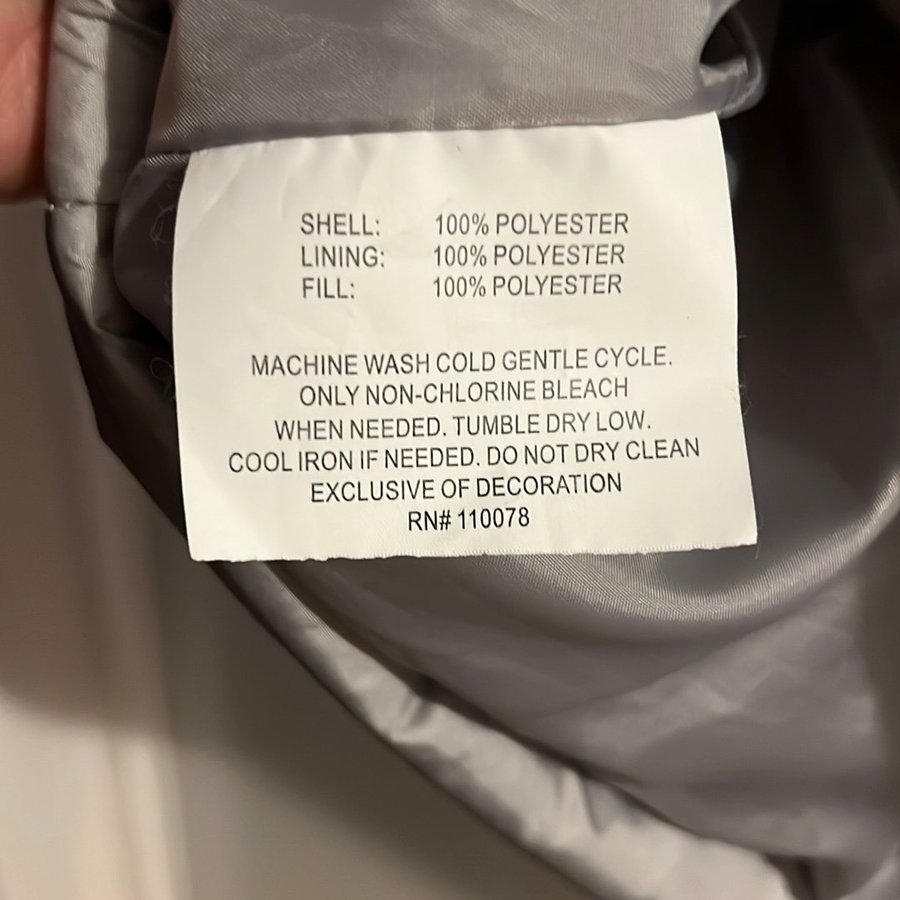 SHELL: 100% POLYESTER
LINING: 100% POLYESTER
FILL: 100% POLYESTER
MACHINE WASH COLD GENTLE CYCLE.
ONLY NON-CHLORINE BLEACH
WHEN NEEDED. TUMBLE DRY LOW.
COOL IRON IF NEEDED. DO NOT DRY CLEAN
EXCLUSIVE OF DECORATION
RN# 110078